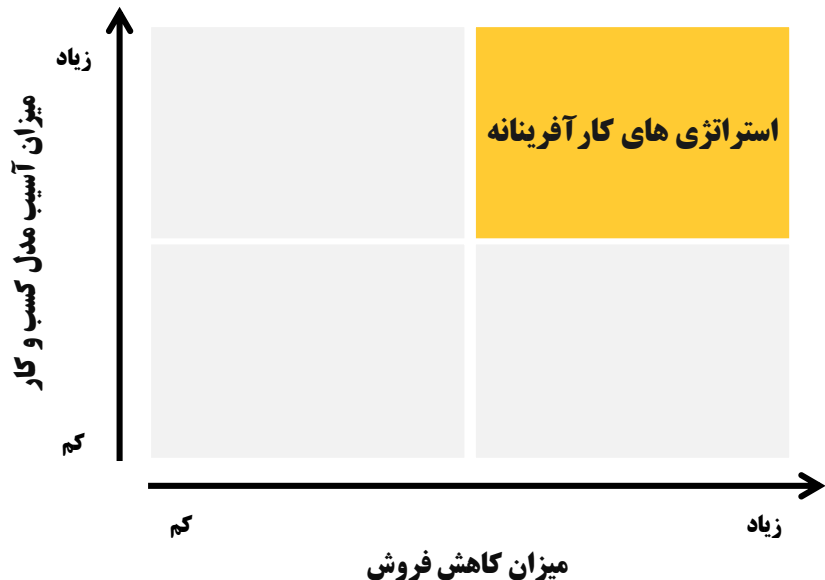 زیاد
میزان آسیب مدل کسب و کار
کم
استراتژی های کارآفرینانه
کم
زیاد
میزان کاهش فروش